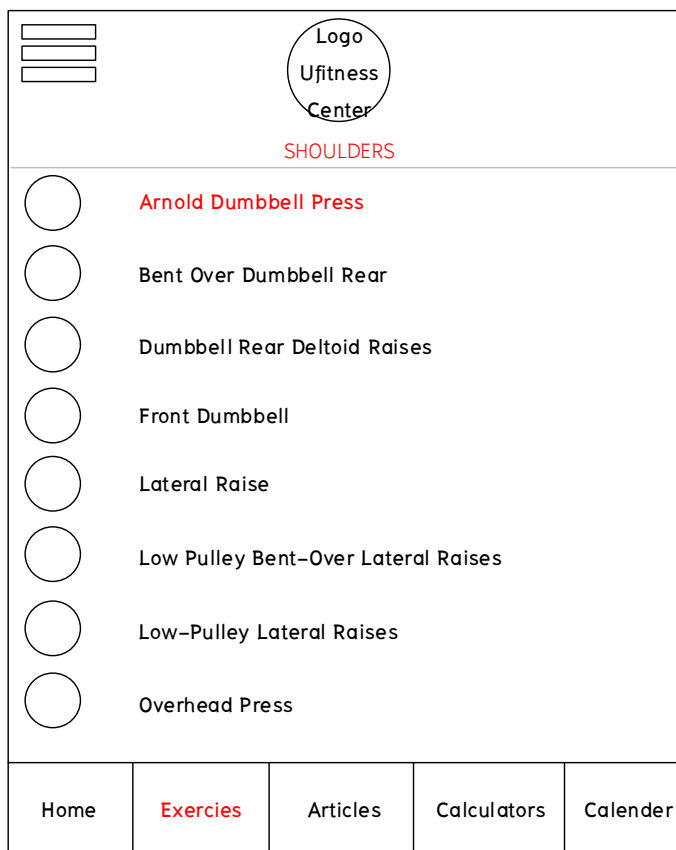 Logo
Ufitness
Center
SHOULDERS
Arnold Dumbbell Press
Bent Over Dumbbell Rear
Dumbbell Rear Deltoid Raises
Front Dumbbell
Lateral Raise
Low Pulley Bent-Over Lateral Raises
Low-Pulley Lateral Raises
Overhead Press
Home Exercies Articles Calculators Calender